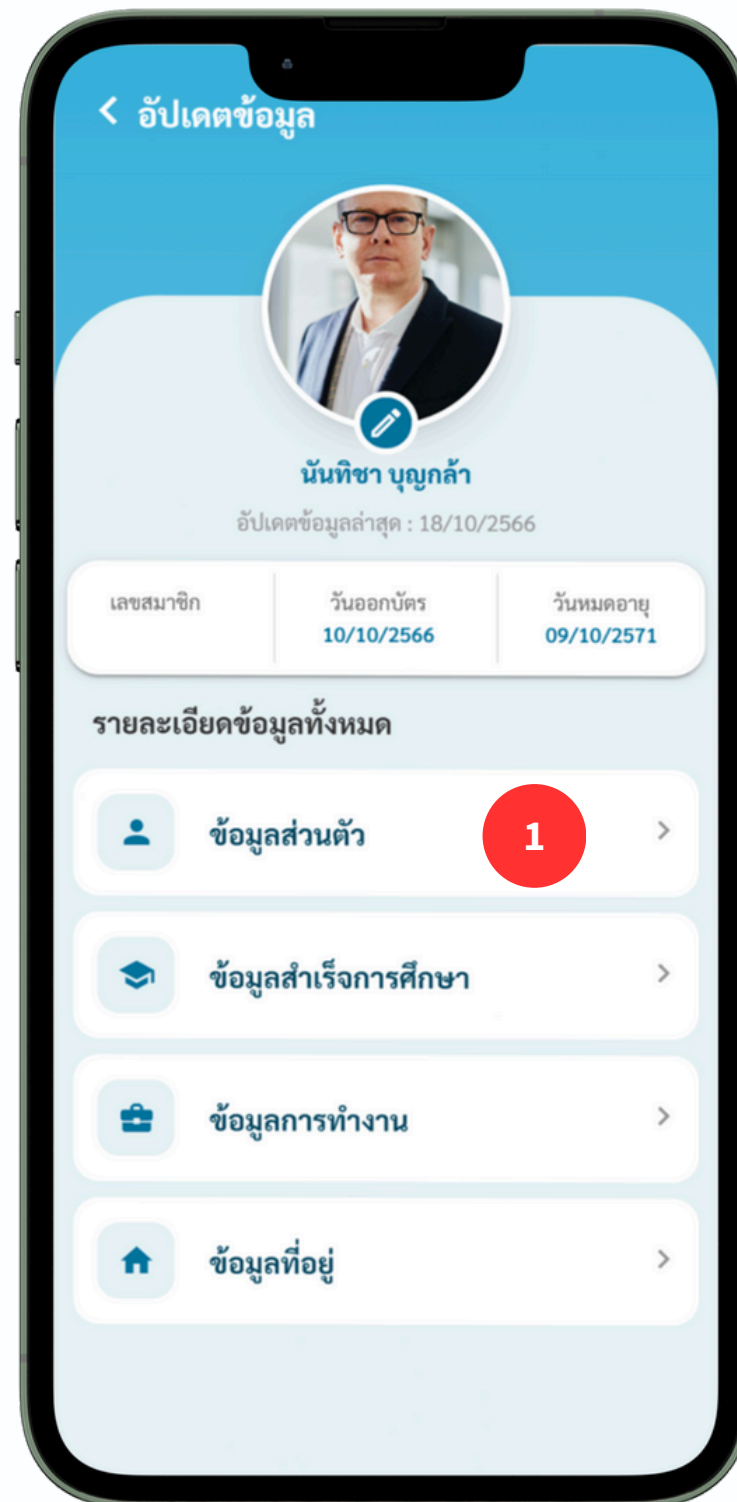 อัปเดตข้อมูล
นันทิชา บุญกล้า
อัปเดตข้อมูลล่าสุด : 18/10/2566
เลขสมาชิก วันออกบัตร วันหมดอายุ
10/10/2566 09/10/2571
รายละเอียดข้อมูลทั้งหมด
ข้อมูลส่วนตัว 1
ข้อมูลสำเร็จการศึกษา
ข้อมูลการทำงาน
ข้อมูลที่อยู่